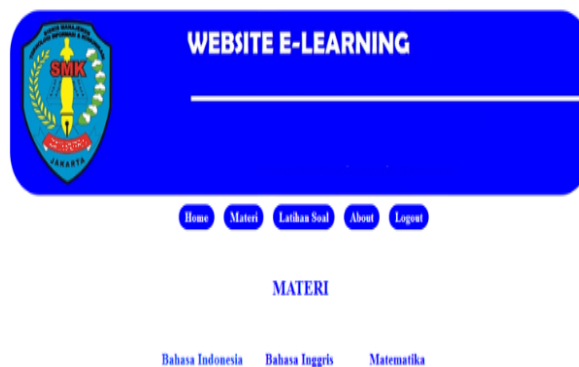 WEBSITE E-LEARNING
SMK
JAKARTA
Home Materi Latihan Soal About Logout
MATERI
Bahasa Indonesia Bahasa Inggris Matematika